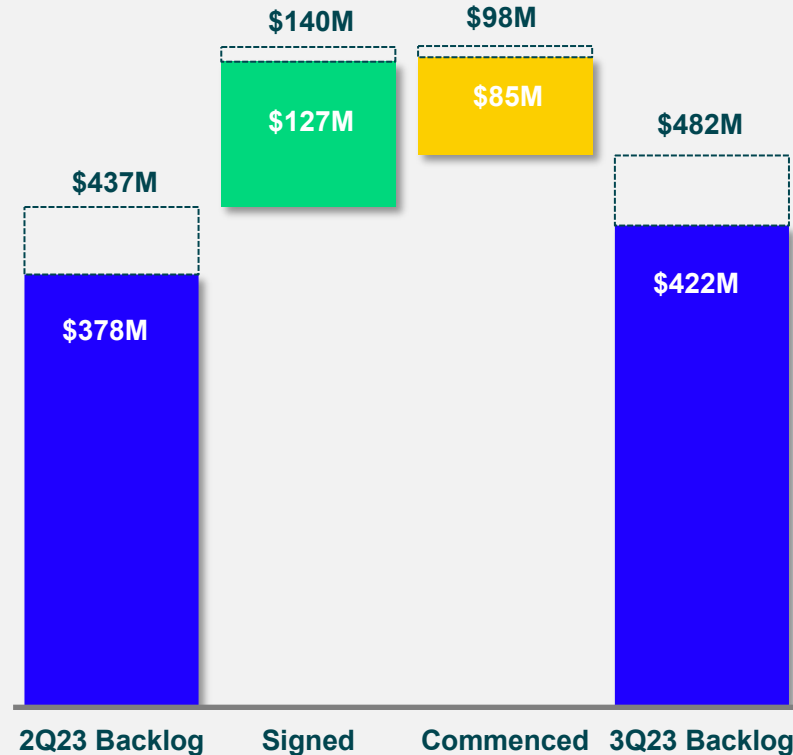 $140M
$98M
$127M
$85M
$482M
$437M
$422M
$378M
2Q23 Backlog
Signed
Commenced
3Q23 Backlog